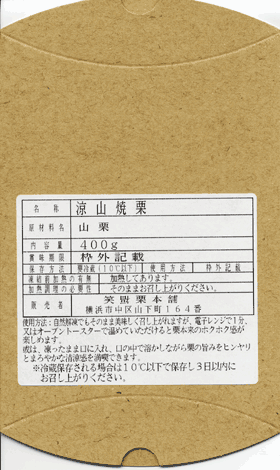 名 称 涼山焼栗
原材料名 山栗
内 容 量 400g
賞味期限 枠外記載
保存方法 要冷蔵(10℃以下) 使用方法 枠外記載
凍結前加熱の有無 加熱してあります。
加熱調理の必要性 そのままお召し上がりください。
販 売 者 笑盟栗本舗
横浜市中区山下町164番
使用方法:自然解凍でもそのまま美味しく召し上がれますが、電子レンジで1分、
又はオーブントースターで温めていただけると栗本来のホクホク感が
楽しめます。
夜は、凍ったまま口に入れ、口の中で溶かしながら栗の旨みをヒンヤリ
とまろやかな清涼感を満喫できます。
※冷蔵保存される場合は10℃以下で保存し3日以内に
お召し上がりください。